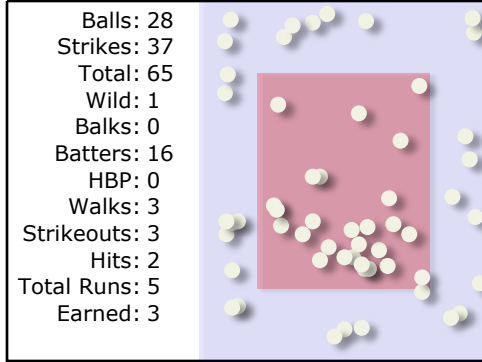 Balls: 28
Strikes: 37
Total: 65
Wild: 1
Balks: 0
Batters: 16
HBP: 0
Walks: 3
Strikeouts: 3
Hits: 2
Total Runs: 5
Earned: 3